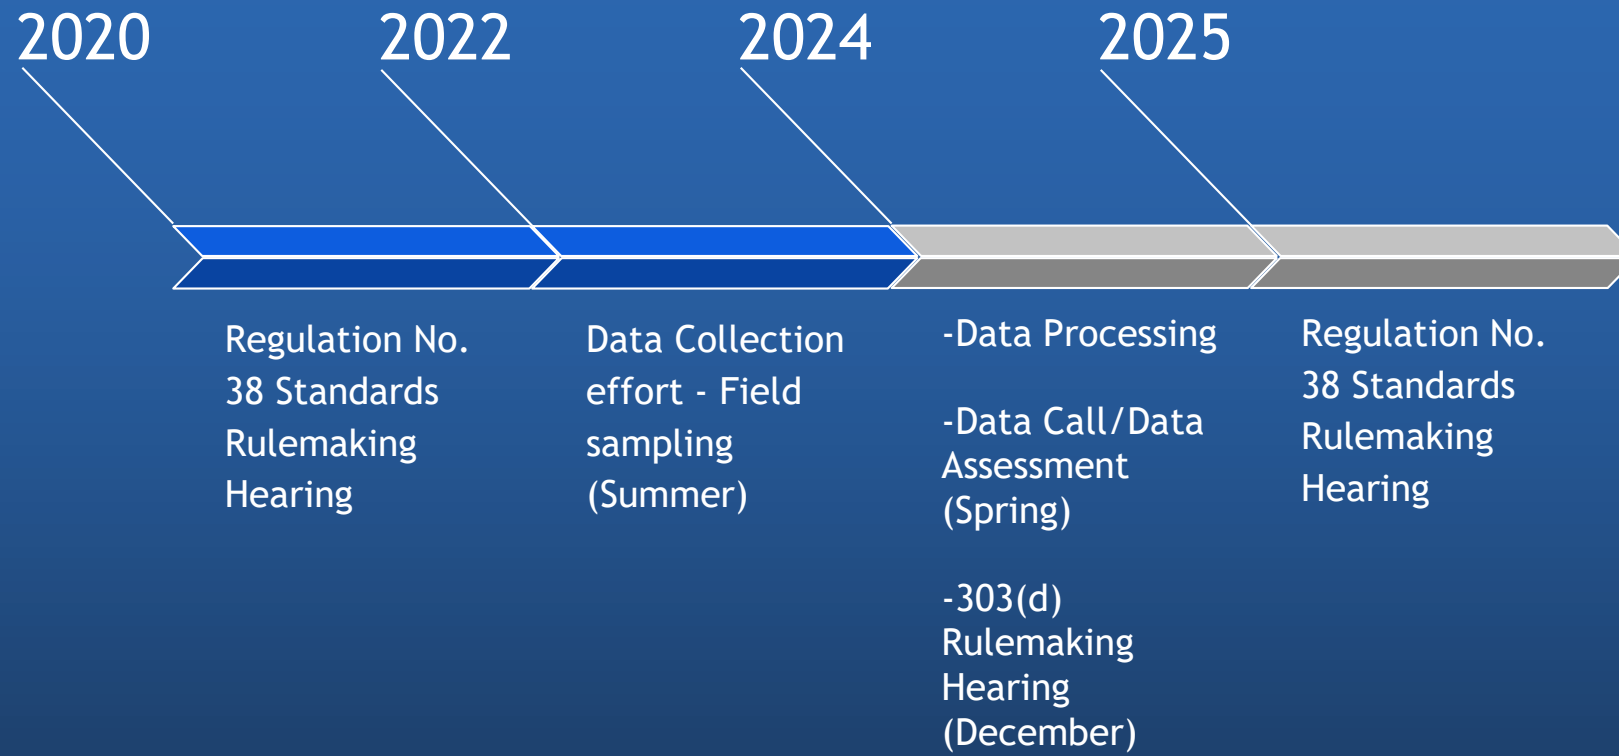 2020
2022
2024
2025
Regulation No.
38 Standards
Rulemaking
Hearing
Data Collection
effort - Field
sampling
(Summer)
-Data Processing
-Data Call/Data
Assessment
(Spring)
-303(d)
Rulemaking
Hearing
(December)
Regulation No.
38 Standards
Rulemaking
Hearing